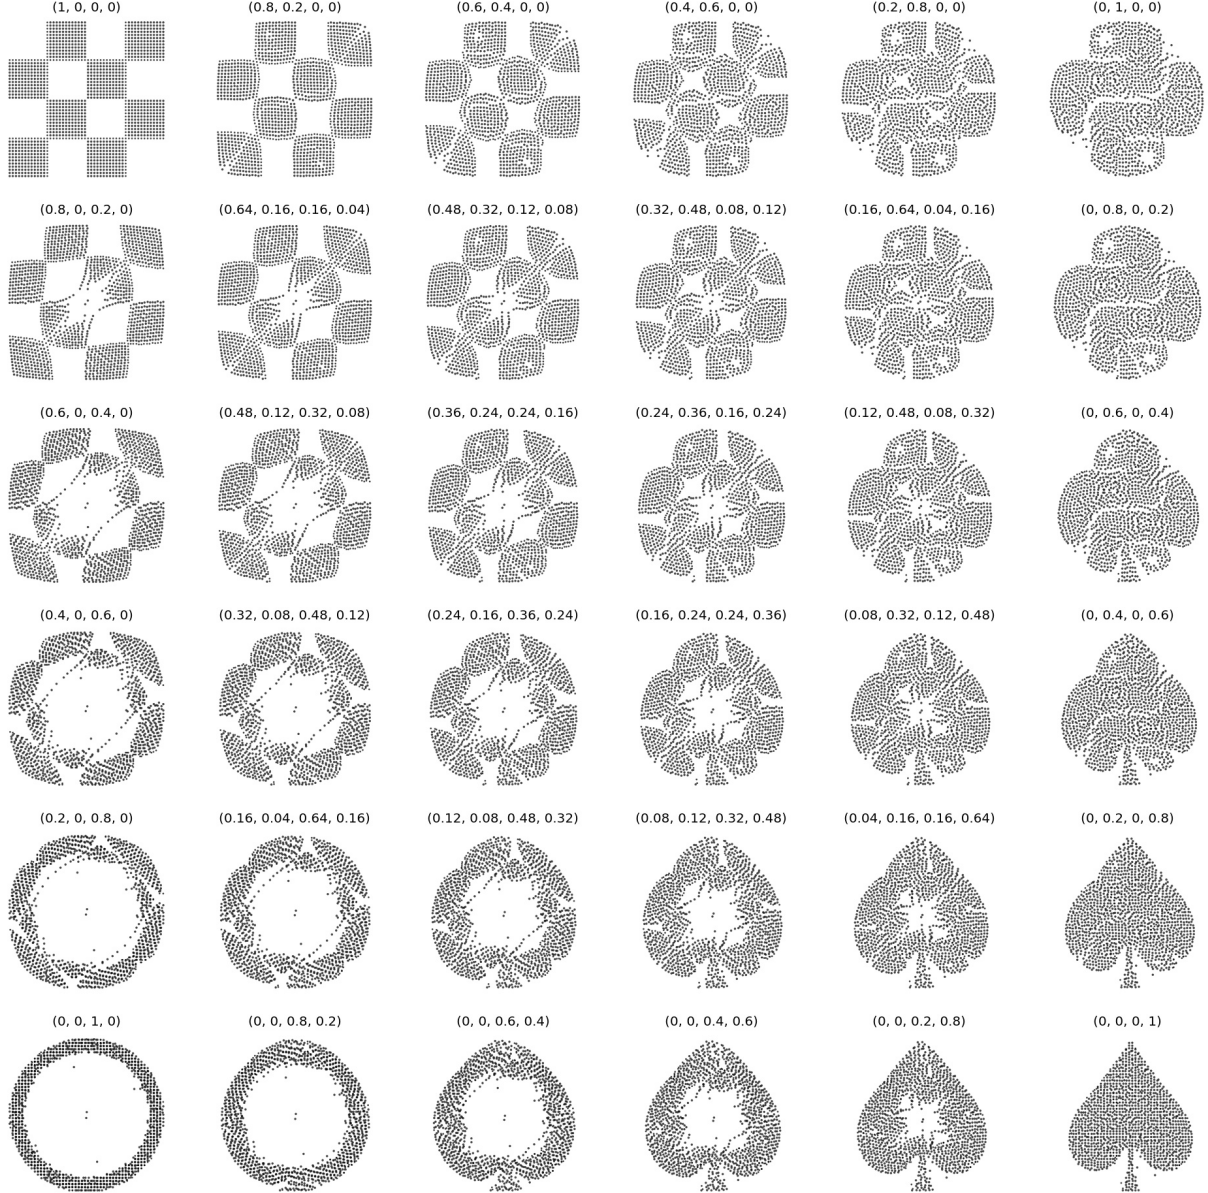 (1, 0, 0, 0) (0.8, 0.2, 0, 0) (0.6, 0.4, 0, 0) (0.4, 0.6, 0, 0) (0.2, 0.8, 0, 0) (0, 1, 0, 0)
(0.8, 0, 0.2, 0) (0.64, 0.16, 0.16, 0.04) (0.48, 0.32, 0.12, 0.08) (0.32, 0.48, 0.08, 0.12) (0.16, 0.64, 0.04, 0.16) (0, 0.8, 0, 0.2)
(0.6, 0, 0.4, 0) (0.48, 0.12, 0.32, 0.08) (0.36, 0.24, 0.24, 0.16) (0.24, 0.36, 0.16, 0.24) (0.12, 0.48, 0.08, 0.32) (0, 0.6, 0, 0.4)
(0.4, 0, 0.6, 0) (0.32, 0.08, 0.48, 0.12) (0.24, 0.16, 0.36, 0.24) (0.16, 0.24, 0.24, 0.36) (0.08, 0.32, 0.12, 0.48) (0, 0.4, 0, 0.6)
(0.2, 0, 0.8, 0) (0.16, 0.04, 0.64, 0.16) (0.12, 0.08, 0.48, 0.32) (0.08, 0.12, 0.32, 0.48) (0.04, 0.16, 0.16, 0.64) (0, 0.2, 0, 0.8)
(0, 0, 1, 0) (0, 0, 0.8, 0.2) (0, 0, 0.6, 0.4) (0, 0, 0.4, 0.6) (0, 0, 0.2, 0.8) (0, 0, 0, 1)